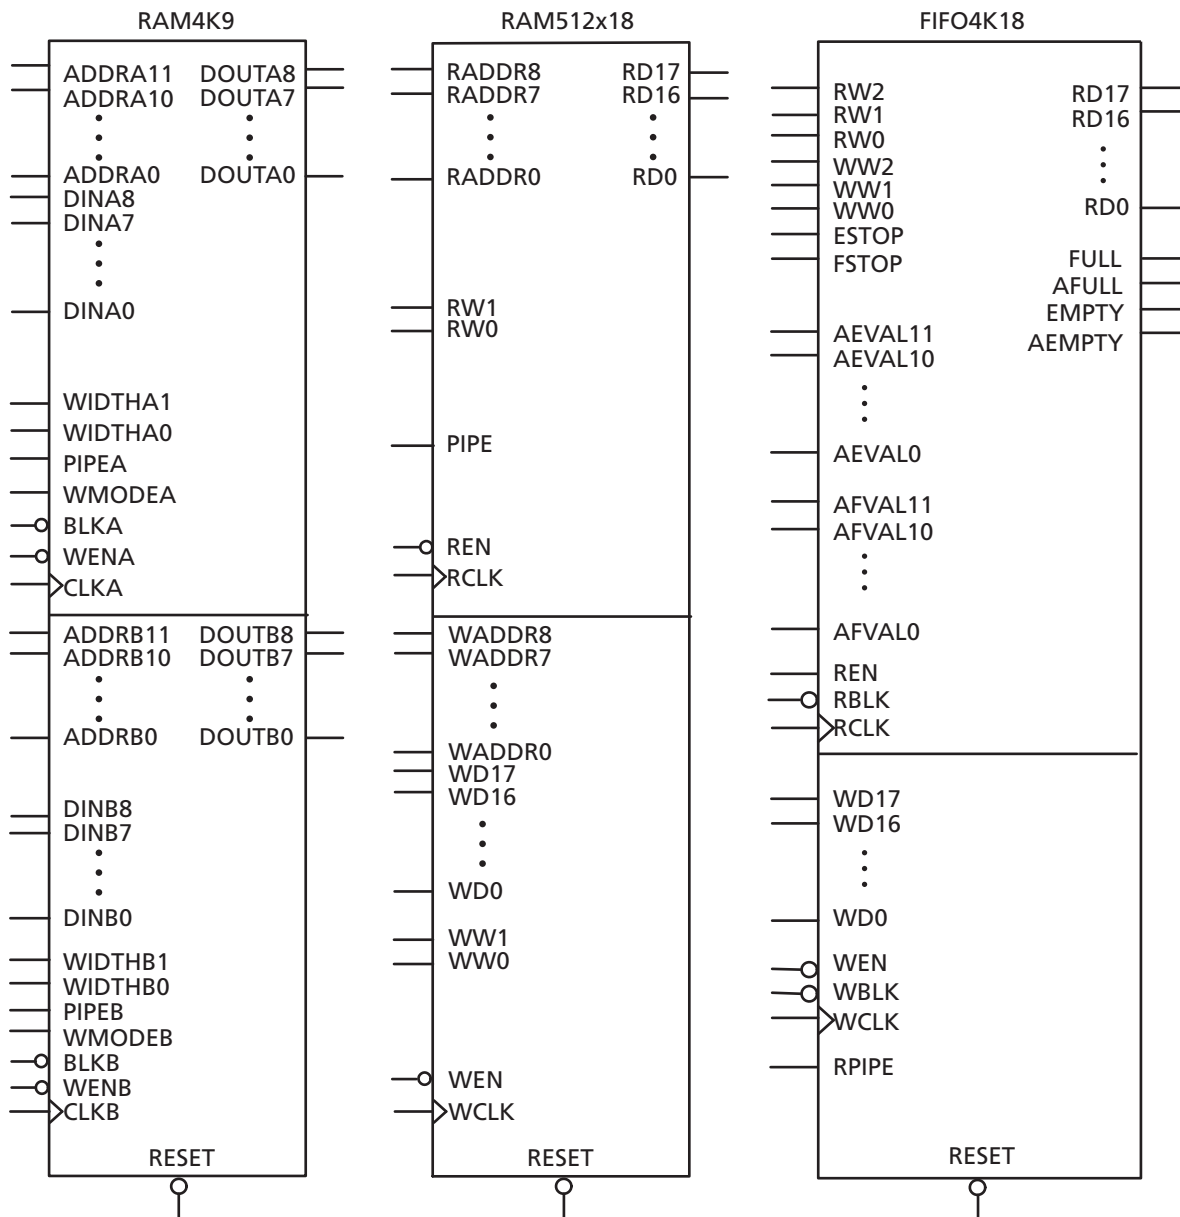 RAM4K9
ADDRA11 DOUTA8
ADDRA10 DOUTA7
ADDRA0 DOUTA0
DINA8
DINA7
DINA0
WIDTHA1
WIDTHA0
PIPEA
WMODEA
BLKA
WENA
CLKA
ADDRB11 DOUTB8
ADDRB10 DOUTB7
ADDRB0 DOUTB0
DINB8
DINB7
DINB0
WIDTHB1
WIDTHB0
PIPEB
WMODEB
BLKB
WENB
CLKB
RESET
RAM512x18
RADDR8 RD17
RADDR7 RD16
RADDR0 RD0
RW1
RW0
PIPE
REN
RCLK
WADDR8
WADDR7
WADDR0
WD17
WD16
WD0
WW1
WW0
WEN
WCLK
RESET
FIFO4K18
RW2 RD17
RW1 RD16
RW0
WW2
WW1
WW0 RD0
ESTOP
FSTOP FULL
AFULL
EMPTY
AEVAL11 AEMPTY
AEVAL10
AEVAL0
AFVAL11
AFVAL10
AFVAL0
REN
RBLK
RCLK
WD17
WD16
WD0
WEN
WBLK
WCLK
RPIPE
RESET